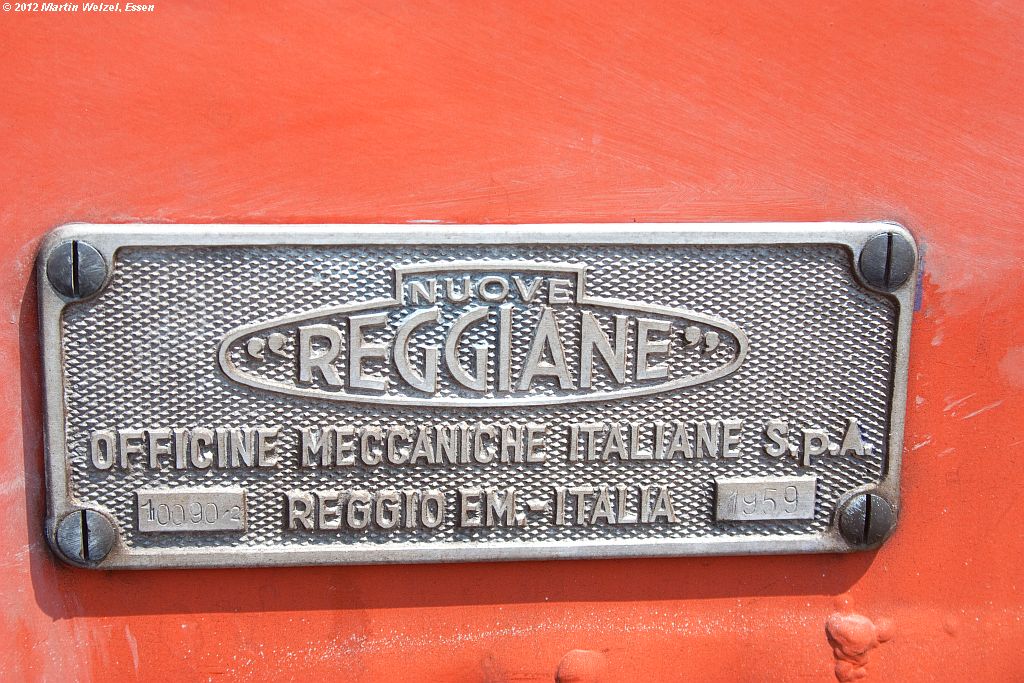 © 2012 Martin Welzel, Essen
NUOVE
“REGGIANE”
OFFICINE MECCANICHE ITALIANE S.p.A.
10090-2 REGGIO EM.-ITALIA 1959